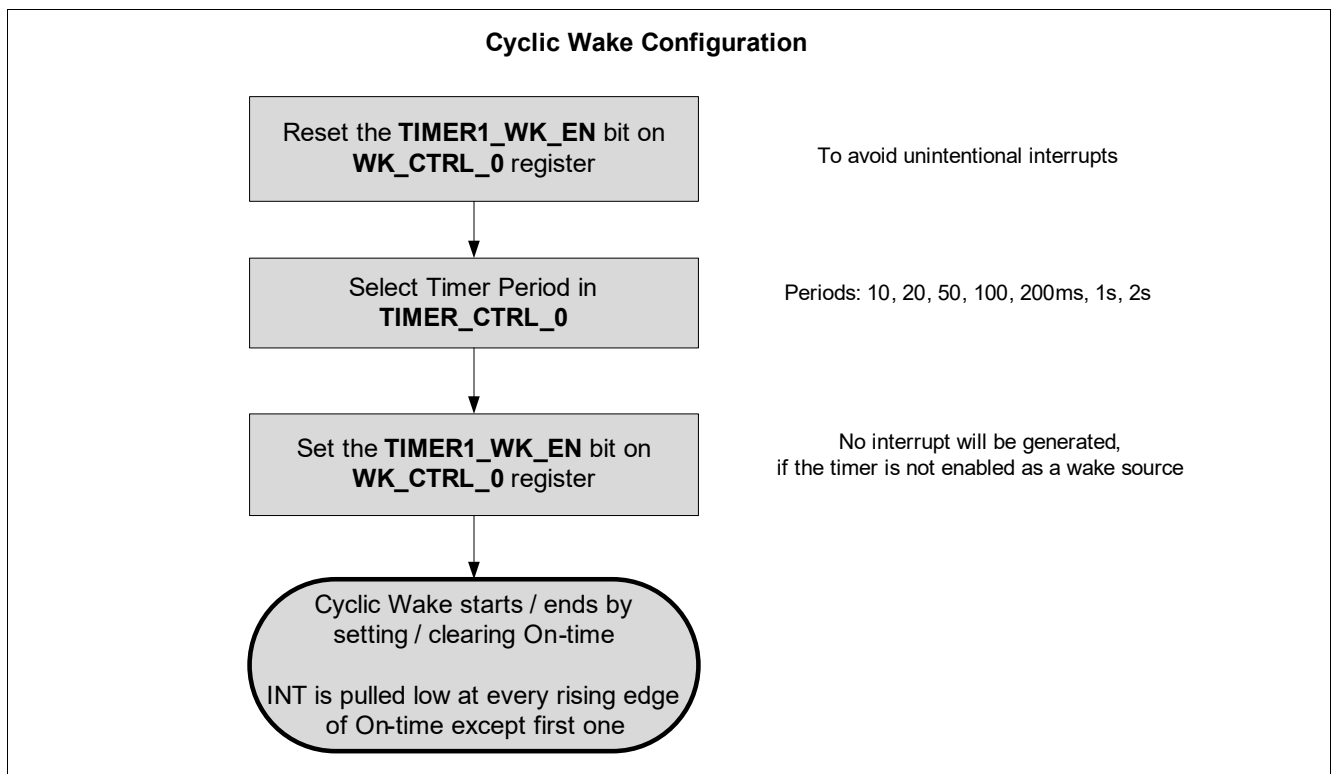 Cyclic Wake Configuration
Reset the TIMER1_WK_EN bit on
WK_CTRL_0 register
To avoid unintentional interrupts
Select Timer Period in
TIMER_CTRL_0
Periods: 10, 20, 50, 100, 200ms, 1s, 2s
Set the TIMER1_WK_EN bit on
WK_CTRL_0 register
No interrupt will be generated,
if the timer is not enabled as a wake source
Cyclic Wake starts / ends by
setting / clearing On-time
INT is pulled low at every rising edge
of On-time except first one